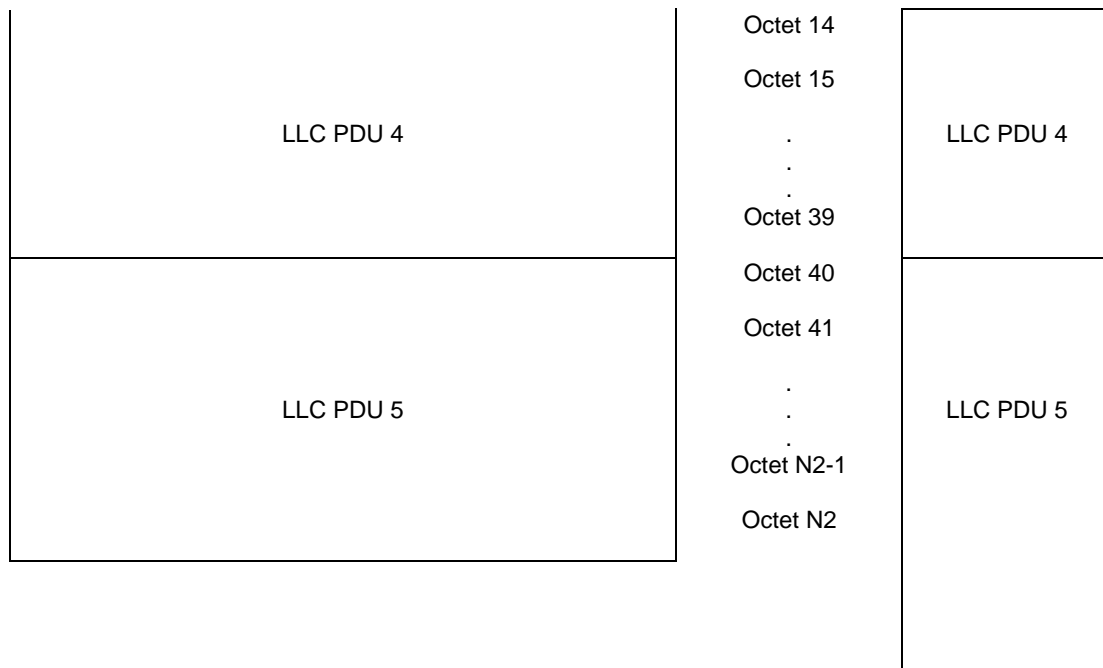 Octet 14
Octet 15
LLC PDU 4 . LLC PDU 4
.
.
Octet 39
Octet 40
Octet 41
.
LLC PDU 5 . LLC PDU 5
.
Octet N2-1
Octet N2